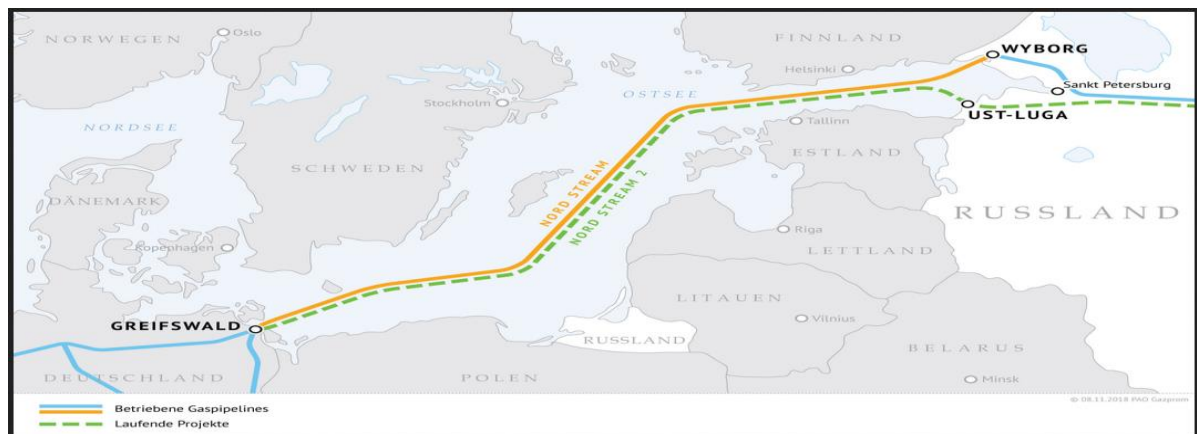 NORWEGEN
Oslo
FINNLAND
WYBORG
Helsinki
Sankt Petersburg
Stockholm
OSTSEE
UST-LUGA
NORDSEE
Tallinn
ESTLAND
SCHWEDEN
NORD STREAM
NORD STREAM 2
DÄNEMARK
RUSSLAND
Kopenhagen
Riga
LETTLAND
LITAUEN
GREIFSWALD
Vilnius
RUSSLAND
BELARUS
DEUTSCHLAND
POLEN
Minsk
© 08.11.2018 PAO Gazprom
Betriebene Gaspipelines
Laufende Projekte